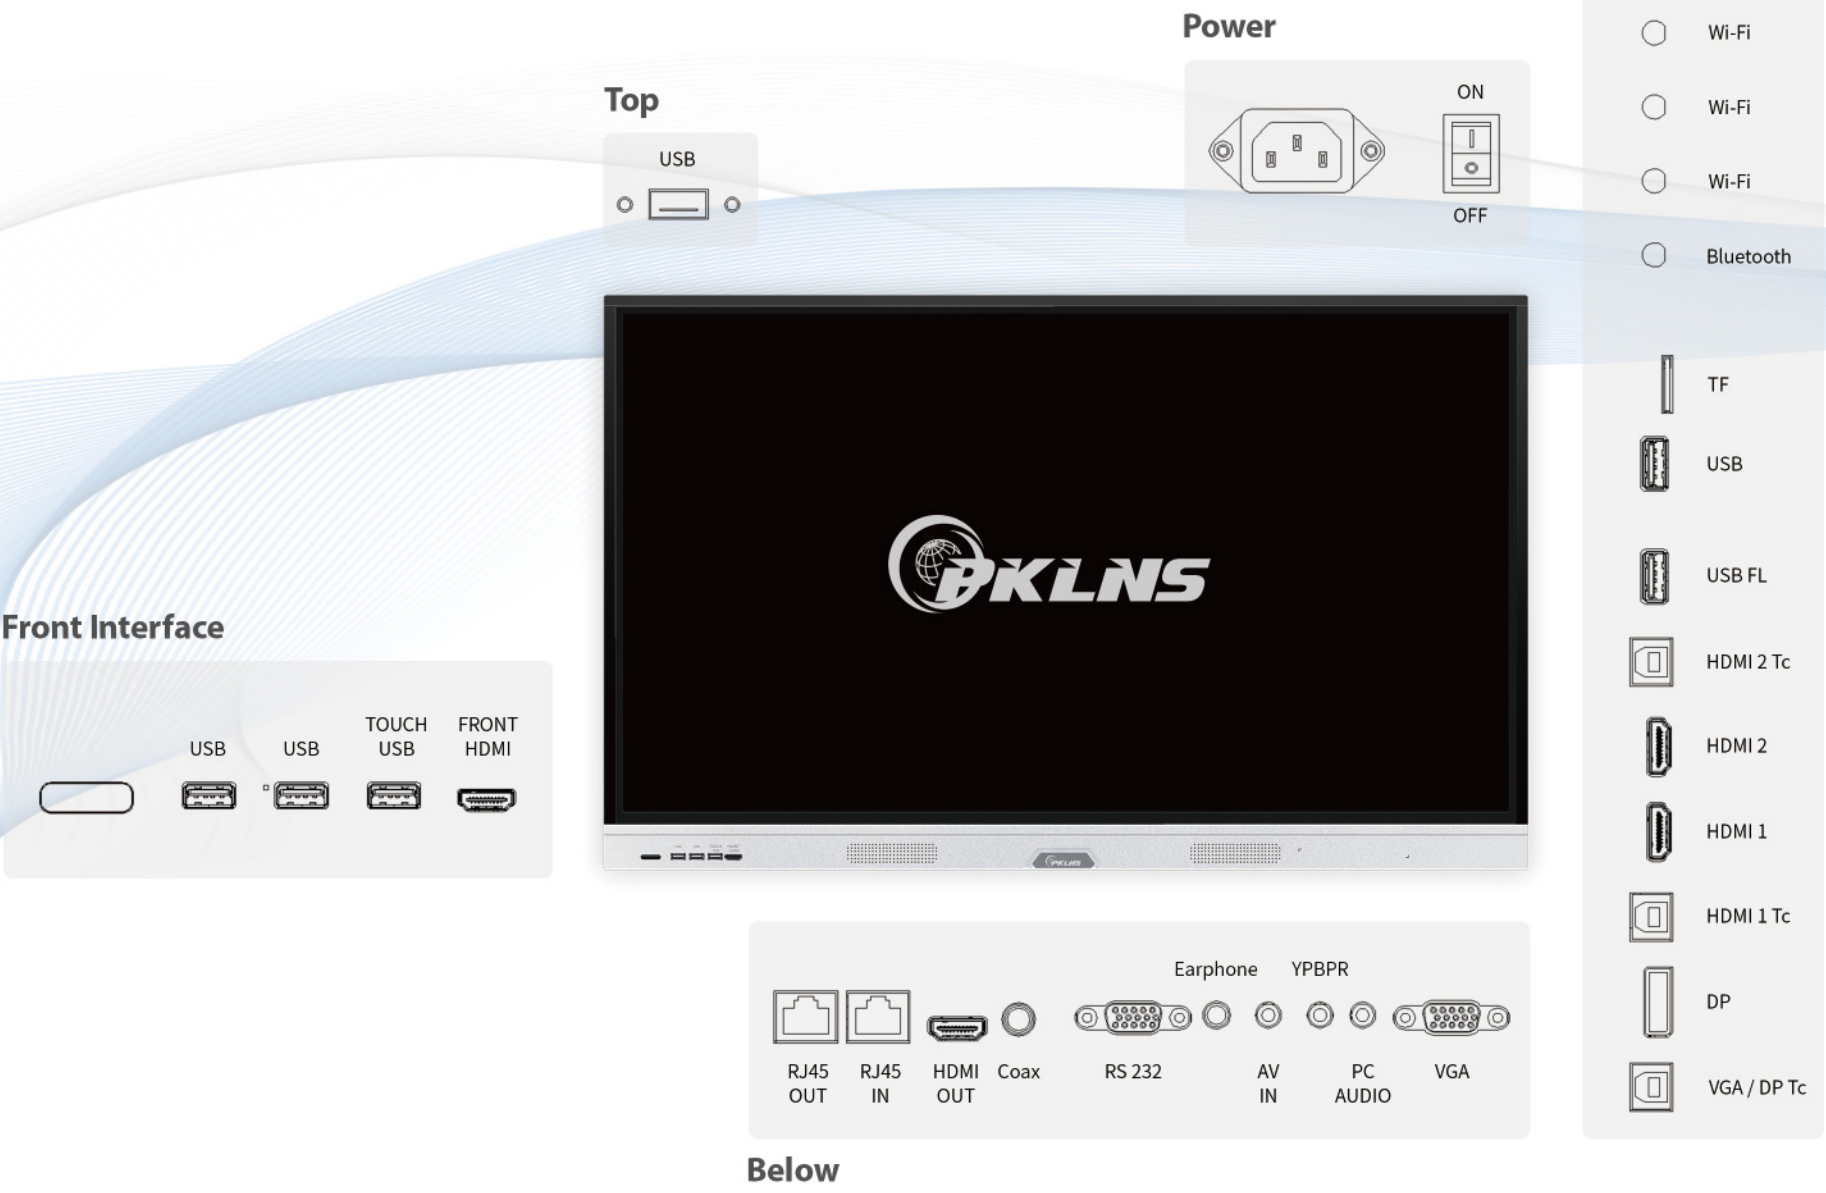 Power
ON
OFF
Top
USB
Wi-Fi
Wi-Fi
Wi-Fi
Bluetooth
TF
USB
USB FL
HDMI 2 Tc
HDMI 2
HDMI 1
HDMI 1 Tc
DP
VGA / DP Tc
PKLNS
Front Interface
USB
USB
TOUCH
USB
FRONT
HDMI
PKLNS
Earphone
YPBPR
RJ45
OUT
RJ45
IN
HDMI
OUT
Coax
RS 232
AV
IN
PC
AUDIO
VGA
Below